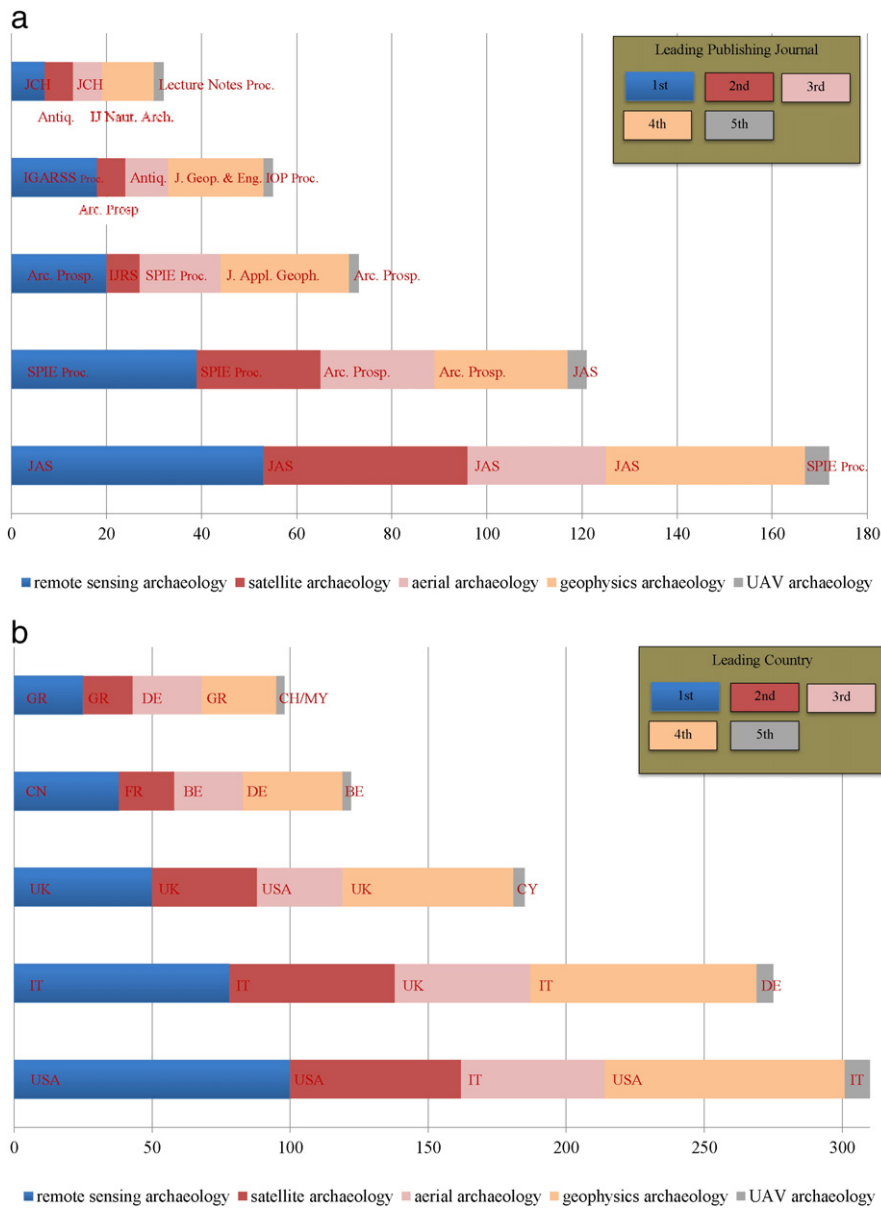 a
Leading Publishing Journal
1st 2nd 3rd
4th 5th
JCH JCH Lecture Notes Proc.
Antiq. IJ Naut. Arch.
IGARSS Proc. Antiq. J. Geop. & Eng. IOP Proc.
Arc. Prosp
Arc. Prosp. IJRS SPIE Proc. J. Appl. Geoph. Arc. Prosp.
SPIE Proc. SPIE Proc. Arc. Prosp. Arc. Prosp. JAS
JAS JAS JAS JAS SPIE Proc.
0 20 40 60 80 100 120 140 160 180
remote sensing archaeology satellite archaeology aerial archaeology geophysics archaeology UAV archaeology
b
Leading Country
1st 2nd 3rd
4th 5th
GR GR DE GR CH/MY
CN FR BE DE BE
UK UK USA UK CY
IT IT UK IT DE
USA USA IT USA IT
0 50 100 150 200 250 300
remote sensing archaeology satellite archaeology aerial archaeology geophysics archaeology UAV archaeology